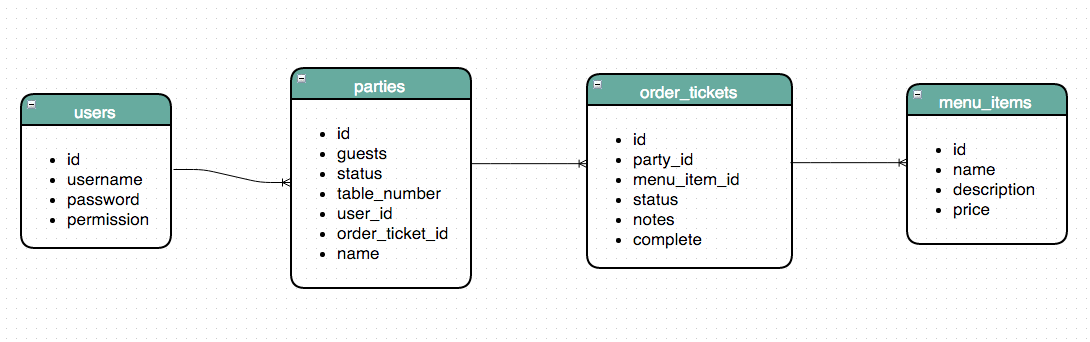 users
id
username
password
permission
parties
id
guests
status
table_number
user_id
order_ticket_id
name
order_tickets
id
party_id
menu_item_id
status
notes
complete
menu_items
id
name
description
price